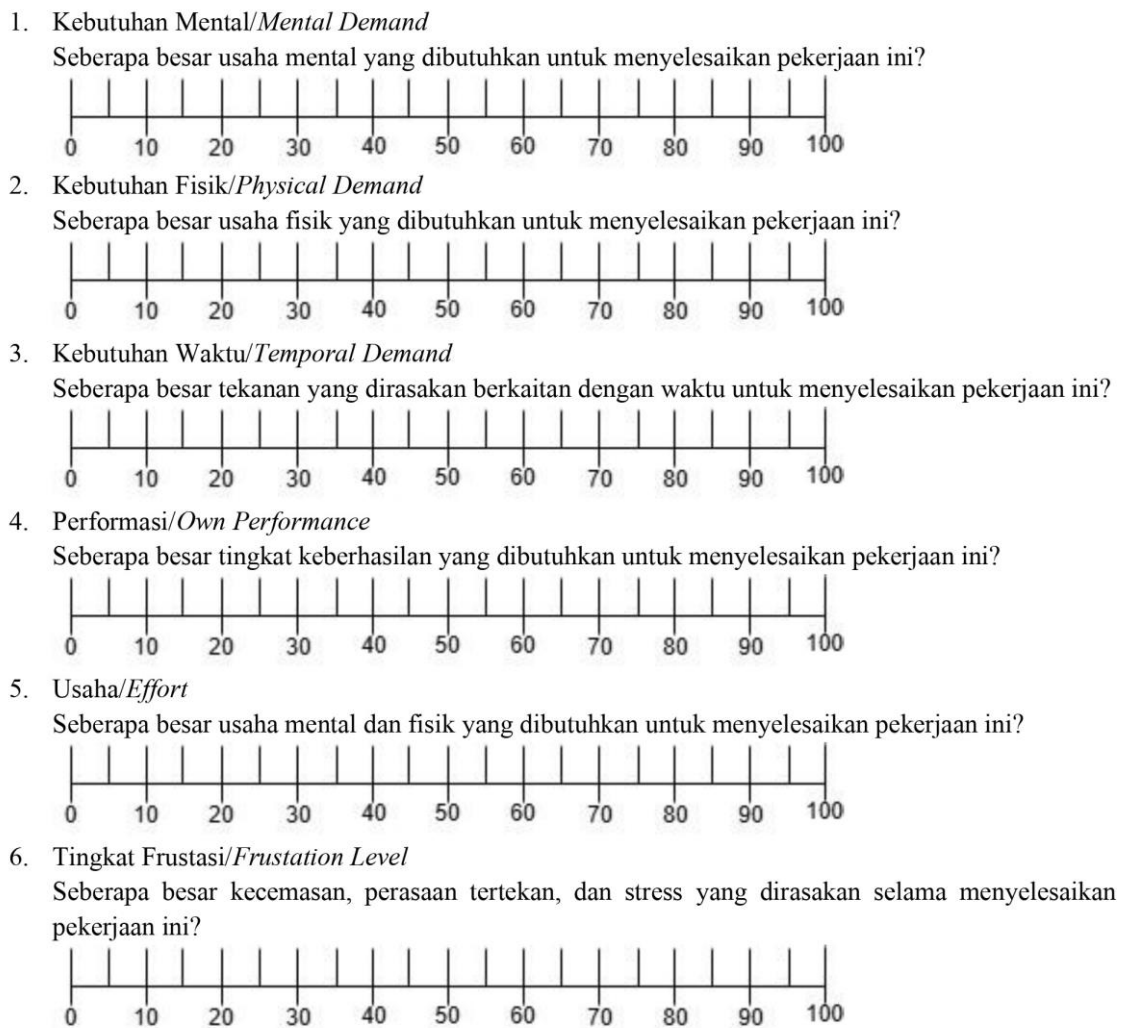 1. Kebutuhan Mental/Mental Demand
Seberapa besar usaha mental yang dibutuhkan untuk menyelesaikan pekerjaan ini?
0 10 20 30 40 50 60 70 80 90 100
2. Kebutuhan Fisik/Physical Demand
Seberapa besar usaha fisik yang dibutuhkan untuk menyelesaikan pekerjaan ini?
0 10 20 30 40 50 60 70 80 90 100
3. Kebutuhan Waktu/Temporal Demand
Seberapa besar tekanan yang dirasakan berkaitan dengan waktu untuk menyelesaikan pekerjaan ini?
0 10 20 30 40 50 60 70 80 90 100
4. Performasi/Own Performance
Seberapa besar tingkat keberhasilan yang dibutuhkan untuk menyelesaikan pekerjaan ini?
0 10 20 30 40 50 60 70 80 90 100
5. Usaha/Effort
Seberapa besar usaha mental dan fisik yang dibutuhkan untuk menyelesaikan pekerjaan ini?
0 10 20 30 40 50 60 70 80 90 100
6. Tingkat Frustasi/Frustation Level
Seberapa besar kecemasan, perasaan tertekan, dan stress yang dirasakan selama menyelesaikan
pekerjaan ini?
0 10 20 30 40 50 60 70 80 90 100